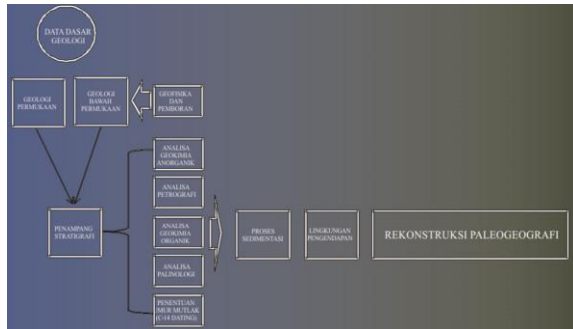 DATA DASAR
GEOLOGI
GEOLOGI
PERMUKAAN
GEOLOGI
BAWAH
PERMUKAAN
GEOFISIKA
DAN
PEMBORAN
ANALISA
GEOKIMIA
ANORGANIK
ANALISA
PETROGRAFI
PENAMPANG
STRATIGRAFI
ANALISA
GEOKIMIA
ORGANIK
PROSES
SEDIMENTASI
LINGKUNGAN
PENGENDAPAN
REKONSTRUKSI PALEOGEOGRAFI
ANALISA
PALINOLOGI
PENENTUAN
UMUR MUTLAK
(C-14 DATING)